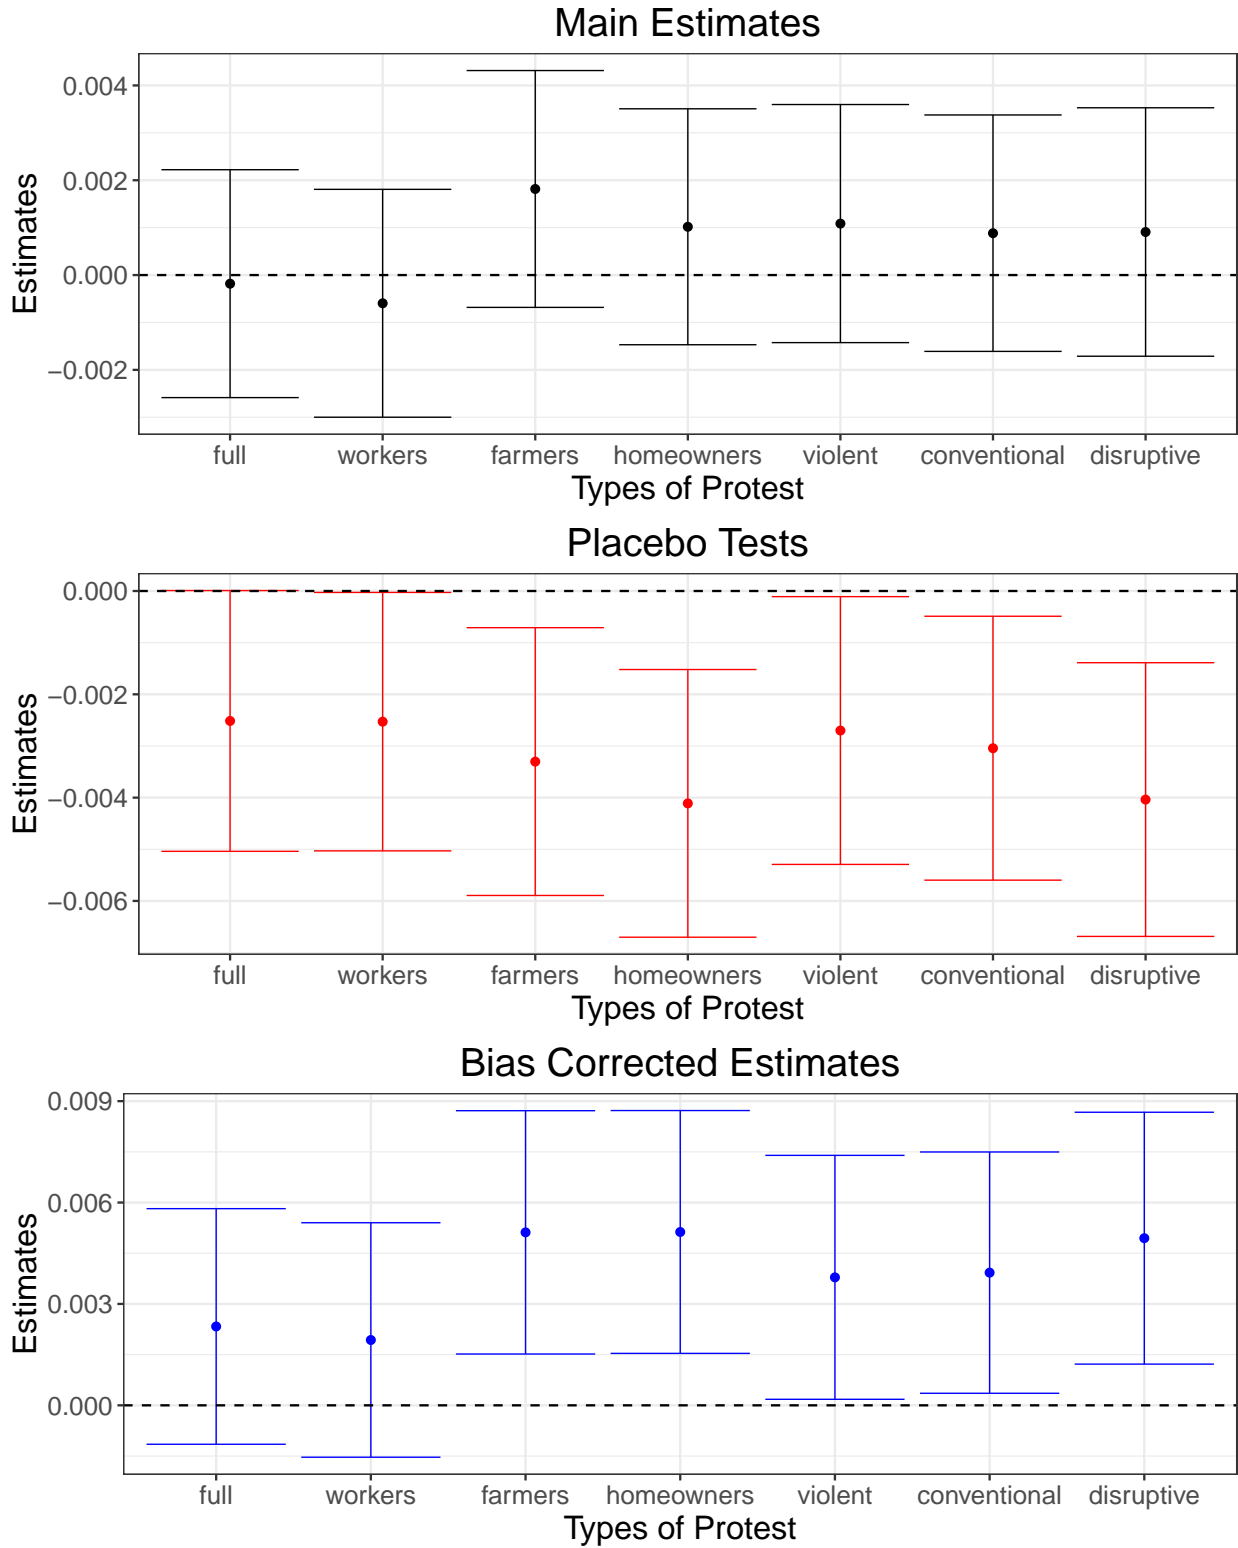 Main Estimates
0.004
0.002
0.000
−0.002
Estimates
full workers farmers homeowners violent conventional disruptive
Types of Protest
Placebo Tests
0.000
−0.002
−0.004
−0.006
Estimates
full workers farmers homeowners violent conventional disruptive
Types of Protest
Bias Corrected Estimates
0.009
0.006
0.003
0.000
Estimates
full workers farmers homeowners violent conventional disruptive
Types of Protest